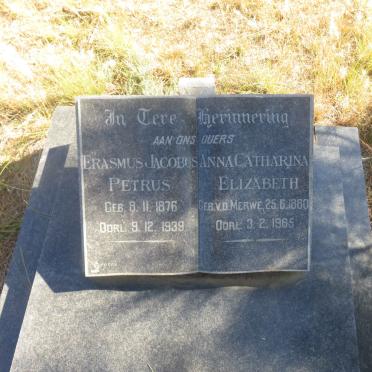 In Tere Herinnering
AAN ONS OUERS
ERASMUS JACOBUS
PETRUS
GEB. 8. 11. 1876
OORL. 9. 12. 1939
ANNA CATHARINA
ELIZABETH
GEB. V.D. MERWE, 25. 6. 1880
OORL. 3. 2. 1965